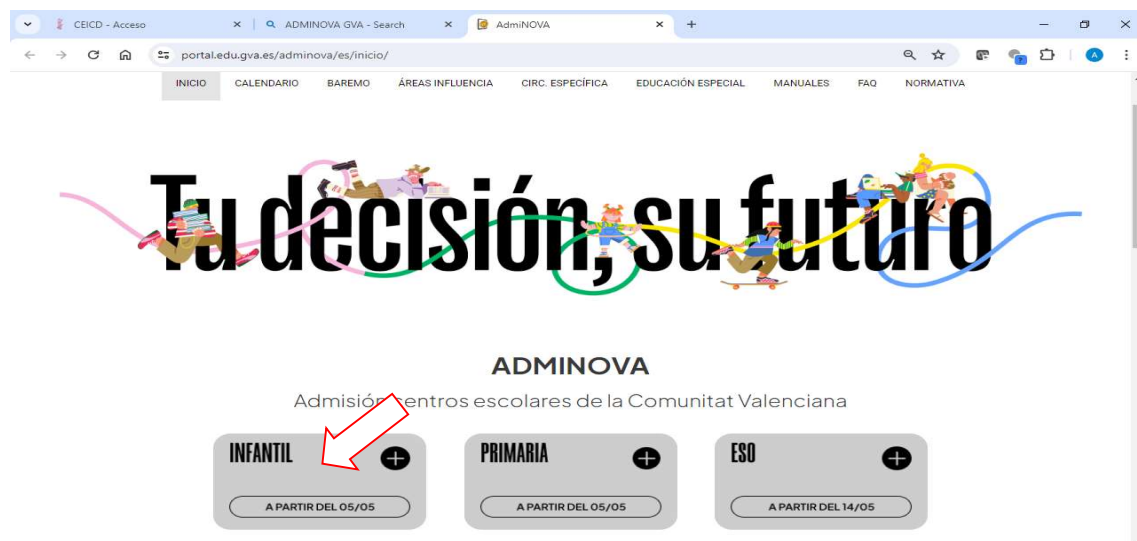 CEICD - Acceso
ADMINOVA GVA - Search
AdmiNOVA
portal.edu.gva.es/adminova/es/inicio/
A
INICIO CALENDARIO BAREMO ÁREAS INFLUENCIA CIRC. ESPECÍFICA EDUCACIÓN ESPECIAL MANUALES FAQ NORMATIVA
Tu decisión, su futuro
ADMINOVA
Admisión centros escolares de la Comunitat Valenciana
INFANTIL PRIMARIA ESO
A PARTIR DEL 05/05 A PARTIR DEL 05/05 A PARTIR DEL 14/05